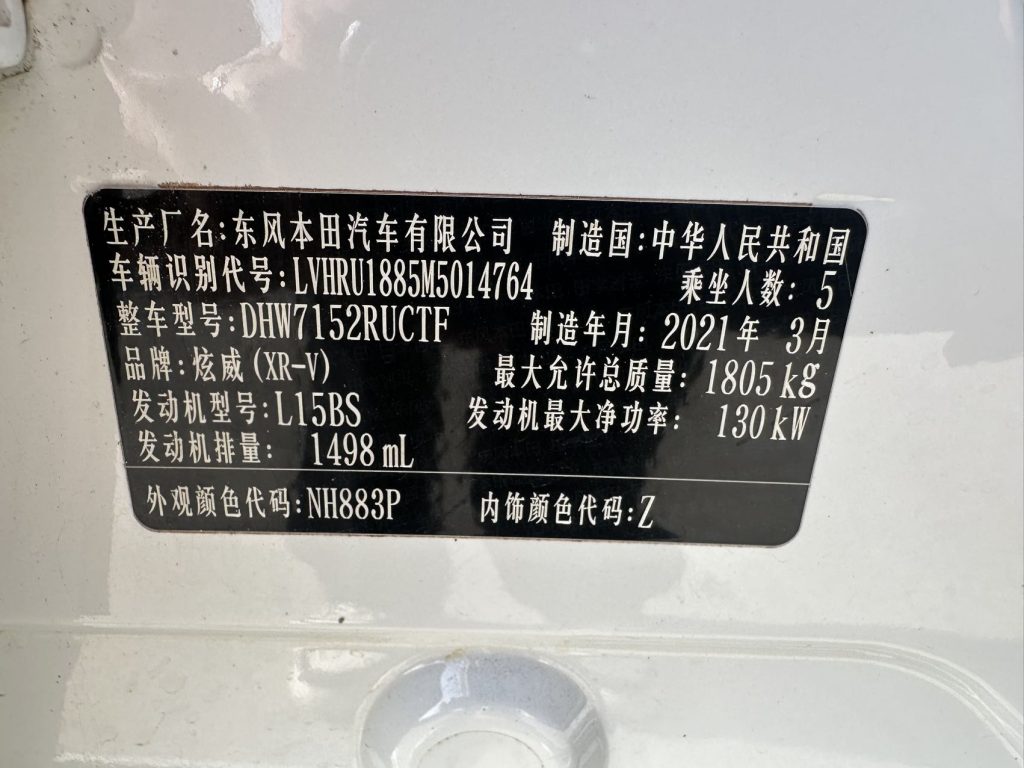 生产厂名:东风本田汽车有限公司 制造国:中华人民共和国
车辆识别代号:LVHRU1885M5014764 乘坐人数: 5
整车型号:DHW7152RUCTF 制造年月: 2021年 3月
品牌:炫威(XR-V) 最大允许总质量: 1805kg
发动机型号:L15BS 发动机最大净功率: 130kW
发动机排量: 1498mL
外观颜色代码:NH883P 内饰颜色代码:Z